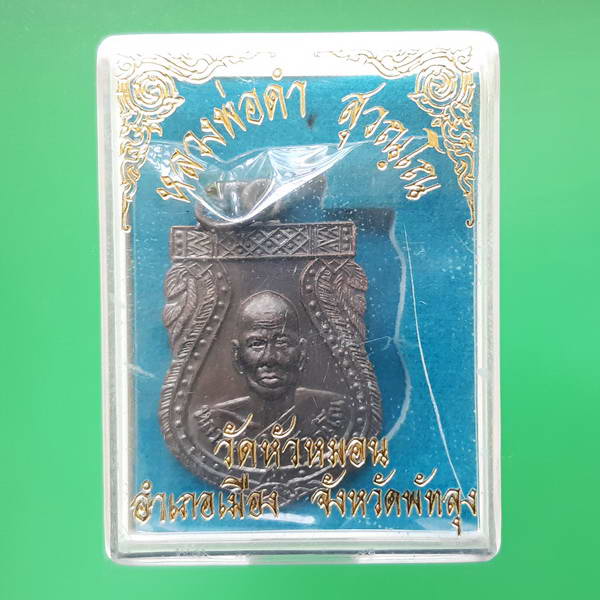 หลวงพ่อดำ สุวณฺโณ
วัดหัวหมอน
อำเภอเมือง จังหวัดพัทลุง